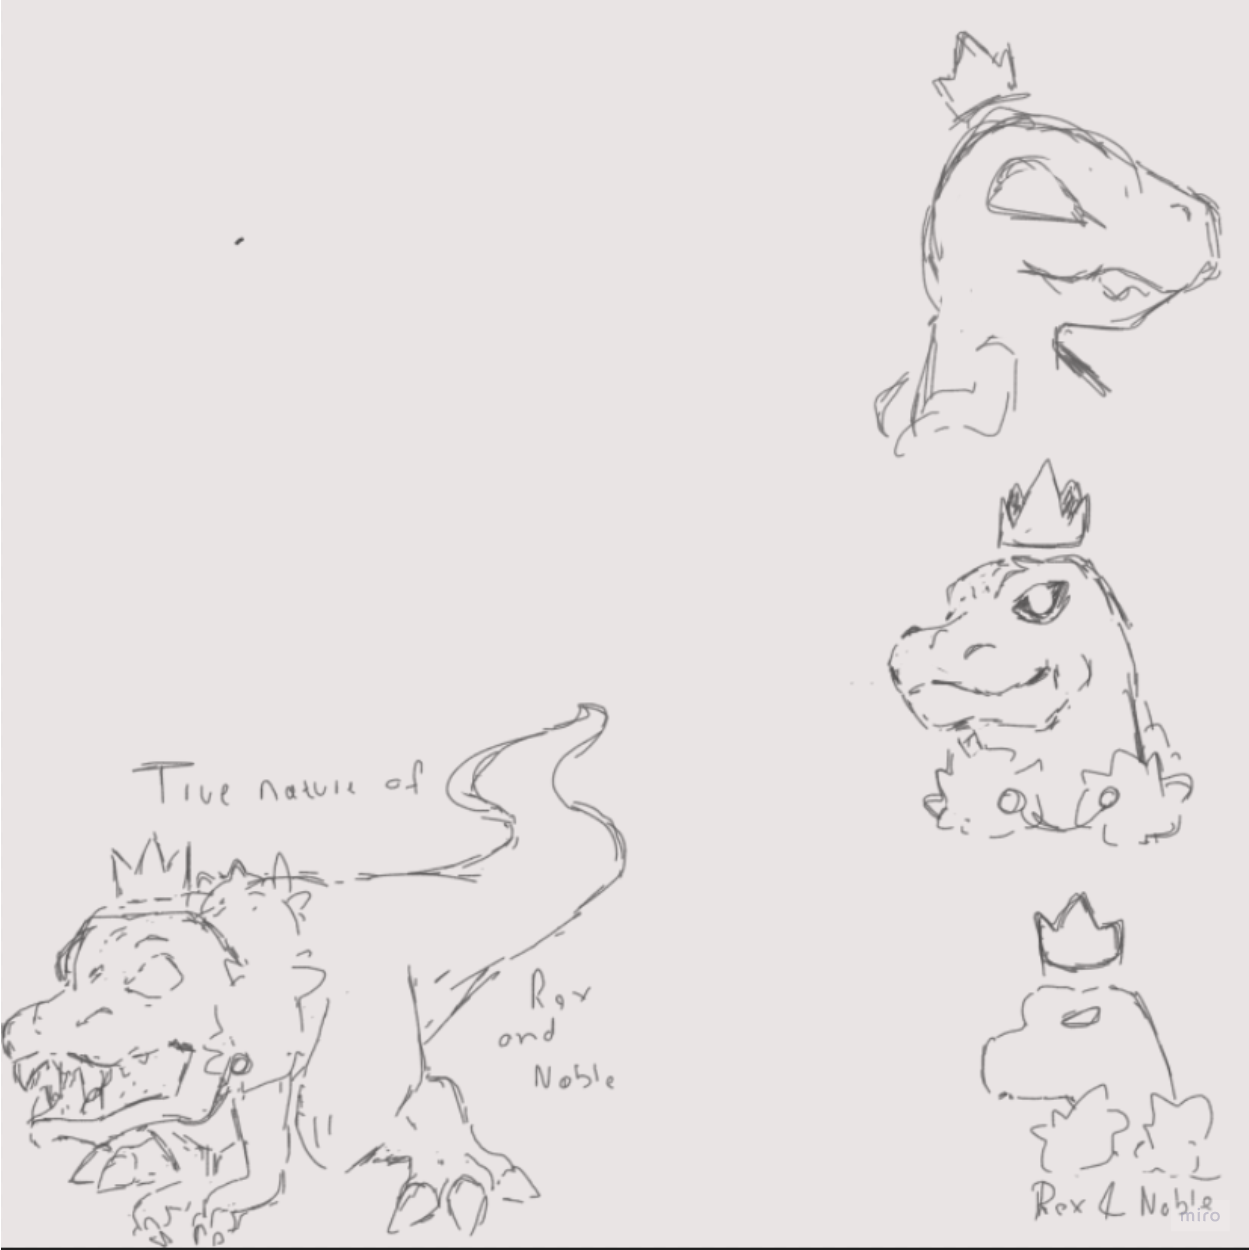 True nature of
Rex
and
Noble
Rex & Noble
miro